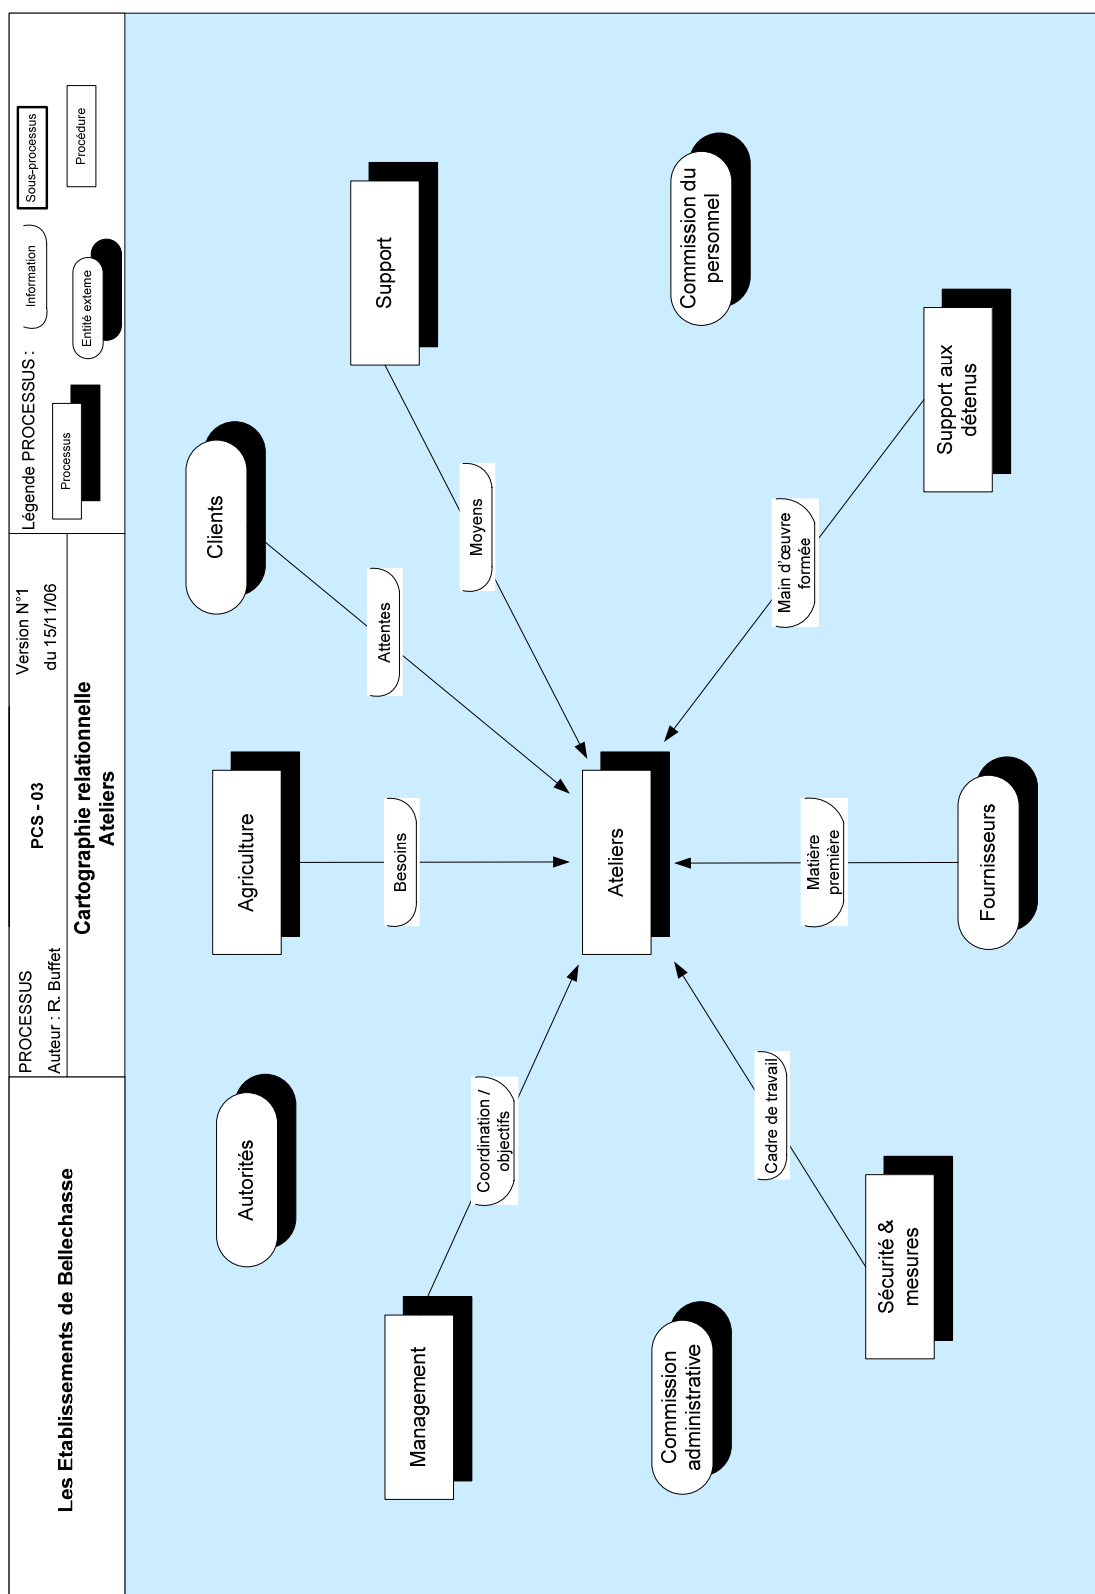 Les Etablissements de Bellechasse
PROCESSUS
PCS - 03
Version N°1
Auteur : R. Buffet
du 15/11/06
Cartographie relationnelle
Ateliers
Légende PROCESSUS :
Processus
Information
Entité externe
Sous-processus
Procédure
Autorités
Agriculture
Clients
Management
Support
Coordination /
objectifs
Besoins
Attentes
Moyens
Ateliers
Commission
administrative
Commission du
personnel
Cadre de travail
Matière
première
Main d'œuvre
formée
Sécurité &
mesures
Fournisseurs
Support aux
détenus